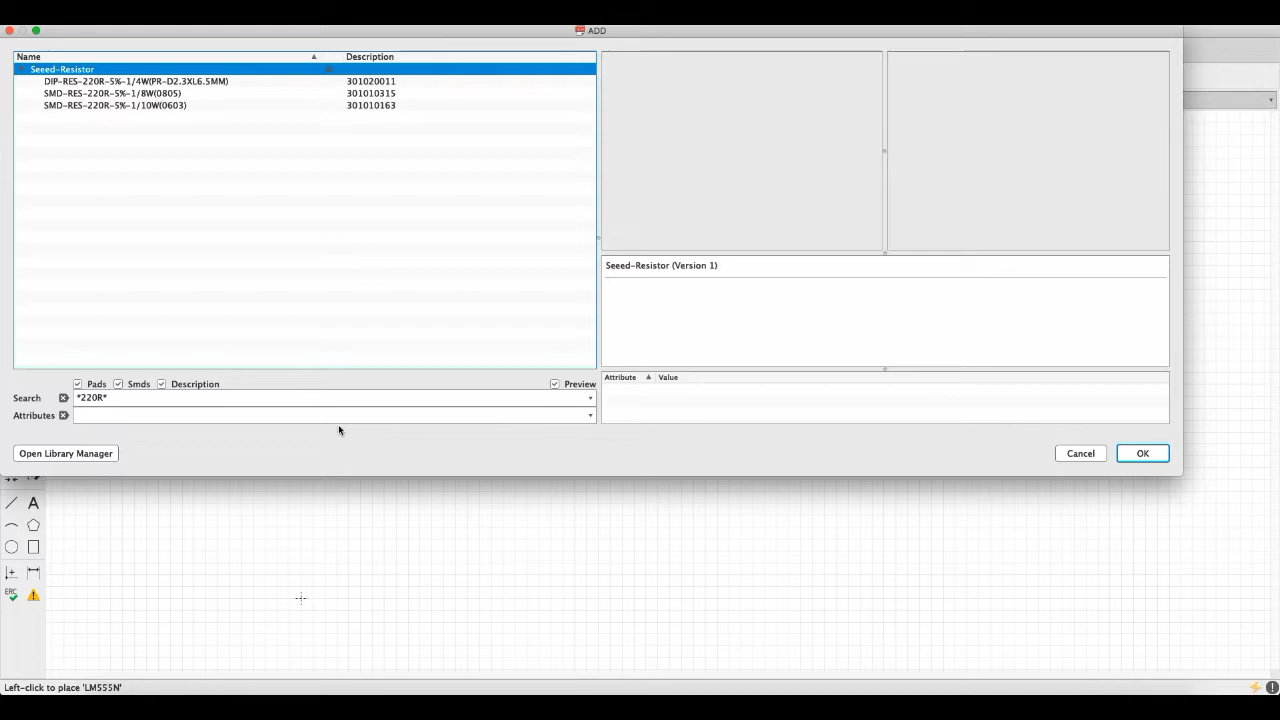 ADD
Name Description
Seeed-Resistor
DIP-RES-220R-5%-1/4W(PR-D2.3XL6.5MM) 301020011
SMD-RES-220R-5%-1/8W(0805) 301010315
SMD-RES-220R-5%-1/10W(0603) 301010163
Seeed-Resistor (Version 1)
Attribute Value
Pads Smds Description Preview
Search *220R*
Attributes
Open Library Manager Cancel OK
A
ERC
Left-click to place 'LM555N'